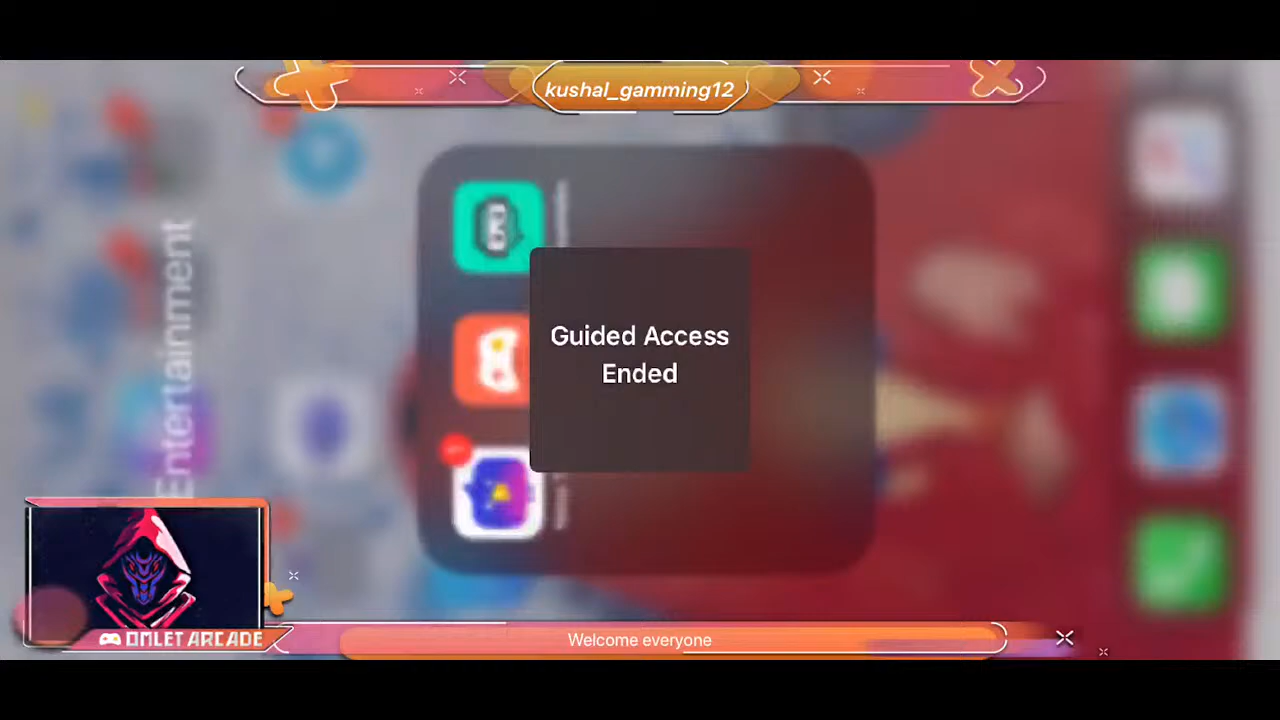 kushal_gamming12
Entertainment
Guided Access
Ended
OMLET ARCADE
Welcome everyone